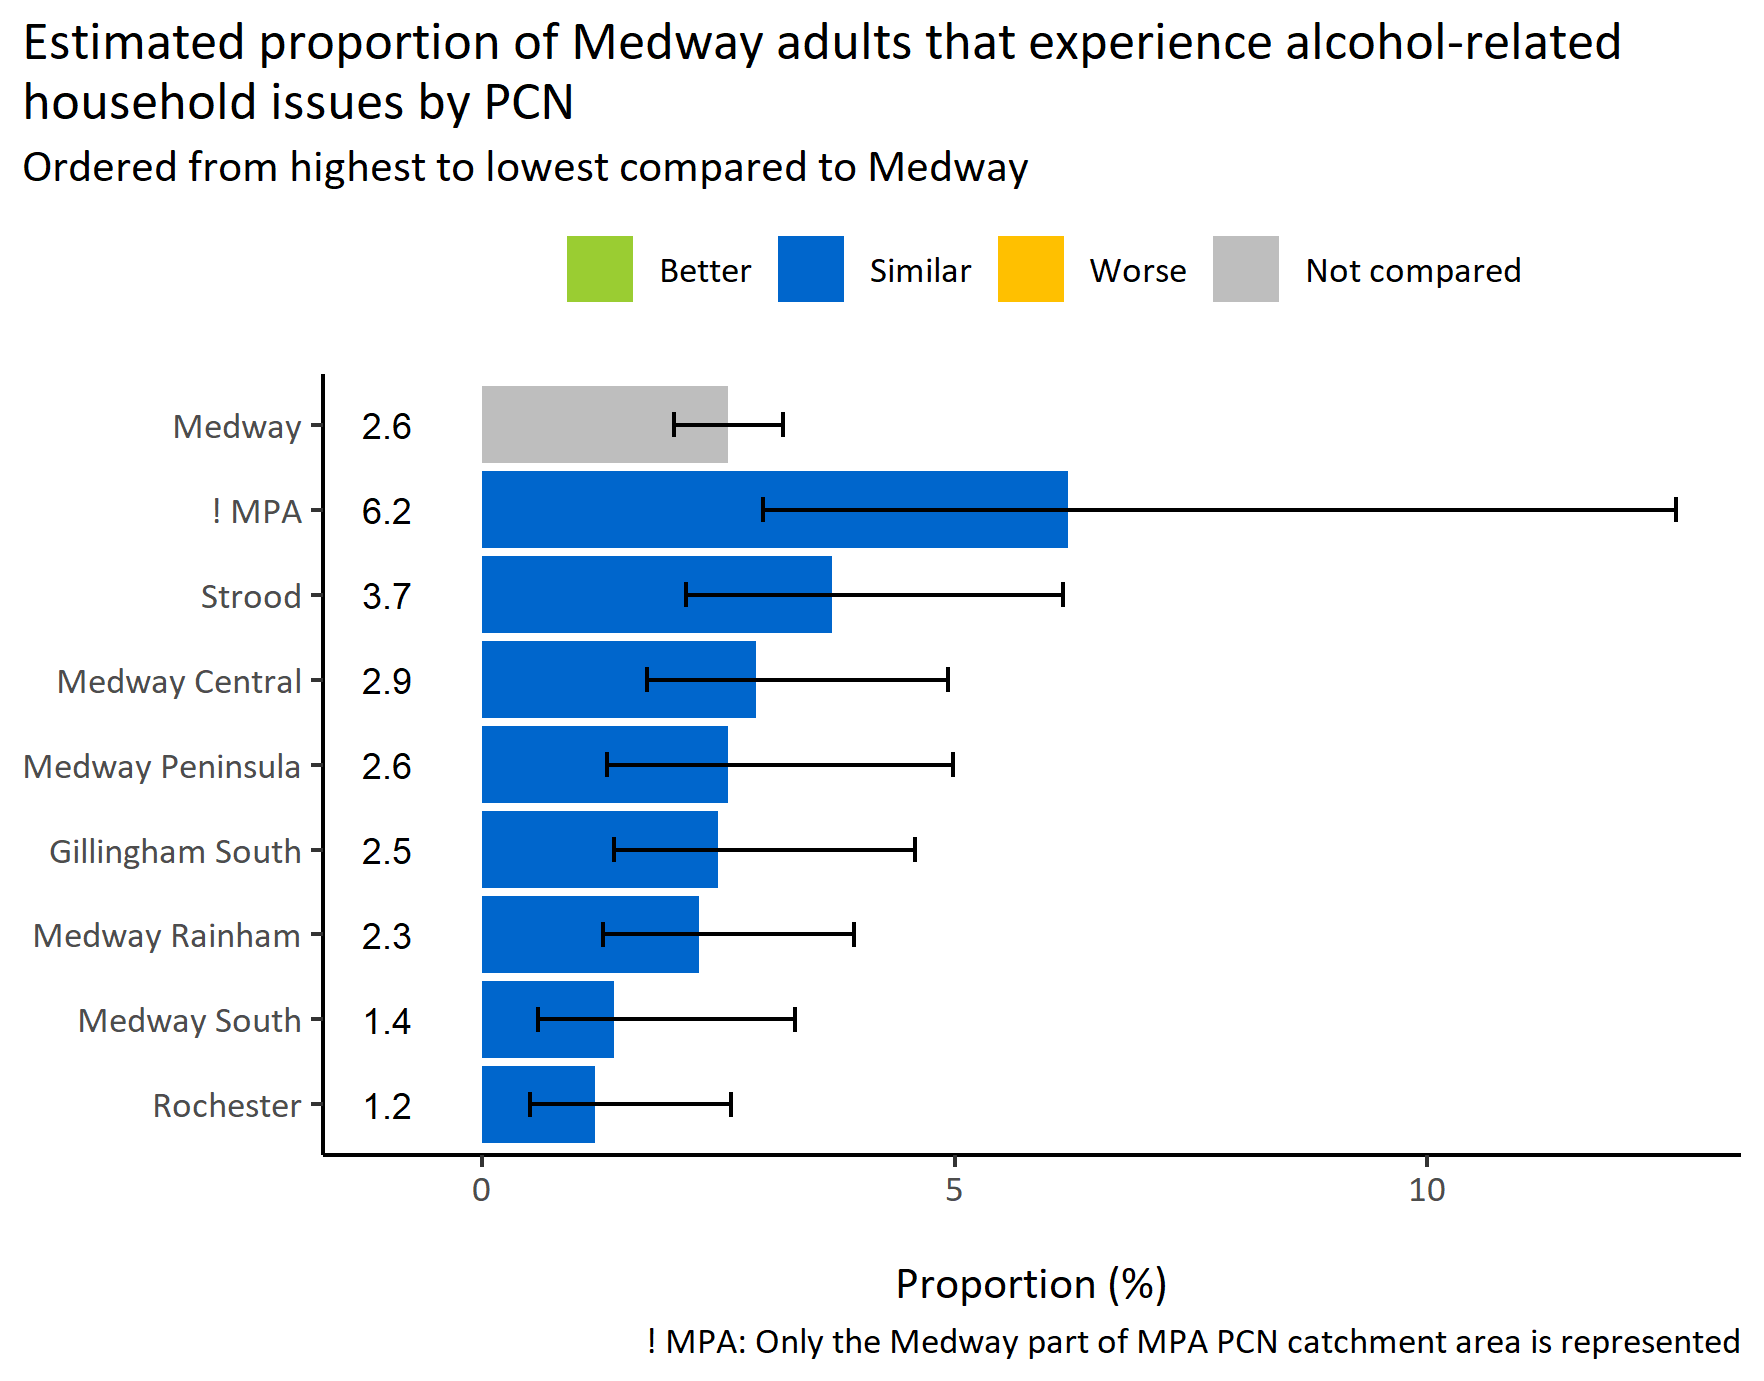 Estimated proportion of Medway adults that experience alcohol-related
household issues by PCN
Ordered from highest to lowest compared to Medway
Better Similar Worse Not compared
Medway 2.6
! MPA 6.2
Strood 3.7
Medway Central 2.9
Medway Peninsula 2.6
Gillingham South 2.5
Medway Rainham 2.3
Medway South 1.4
Rochester 1.2
0 5 10
Proportion (%)
! MPA: Only the Medway part of MPA PCN catchment area is represented